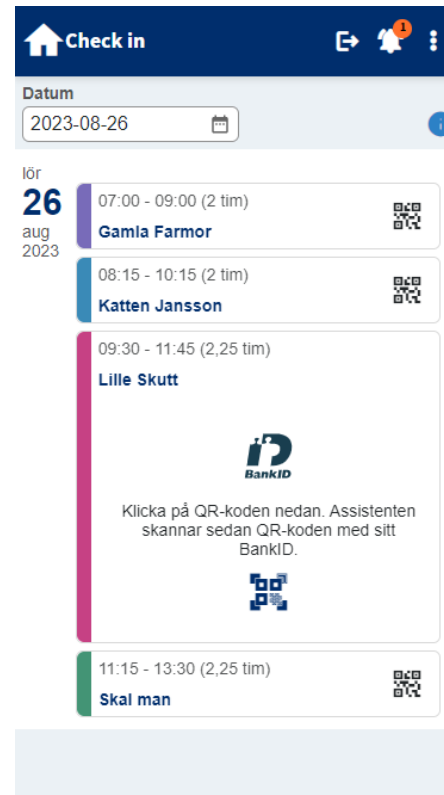 Check in
1
Datum
2023-08-26
i
lör
26
aug
2023
07:00 - 09:00 (2 tim)
Gamla Farmor
08:15 - 10:15 (2 tim)
Katten Jansson
09:30 - 11:45 (2,25 tim)
Lille Skutt
BankID
Klicka på QR-koden nedan. Assistenten
skannar sedan QR-koden med sitt
BankID.
11:15 - 13:30 (2,25 tim)
Skal man